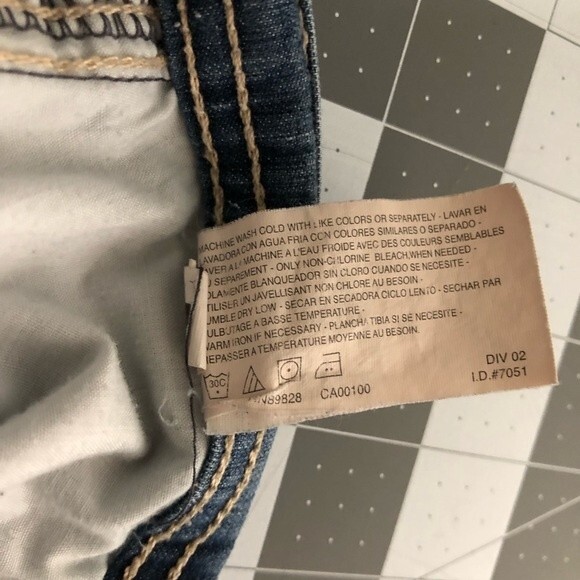 MACHINE WASH COLD WITH LIKE COLORS OR SEPARATELY - LAVAR EN
LAVADORA CON AGUA FRIA CON COLORES SIMILARES O SEPARADO -
LAVER A LA MACHINE A L'EAU FROIDE AVEC DES COULEURS SEMBLABLES
OU SEPAREMENT - ONLY NON-CHLORINE BLEACH, WHEN NEEDED -
SOLAMENTE BLANQUEADOR SIN CLORO CUANDO SE NECESITE -
UTILISER UN JAVELLISANT NON CHLORE AU BESOIN -
TUMBLE DRY LOW - SECAR EN SECADORA CICLO LENTO - SECHAR PAR
CULBUTAGE A BASSE TEMPERATURE -
WARM IRON IF NECESSARY - PLANCHA TIBIA SI SE NECESITE -
REPASSER A TEMPERATURE MOYENNE AU BESOIN.
30C
DIV 02
89828 CA00100
I.D.#7051